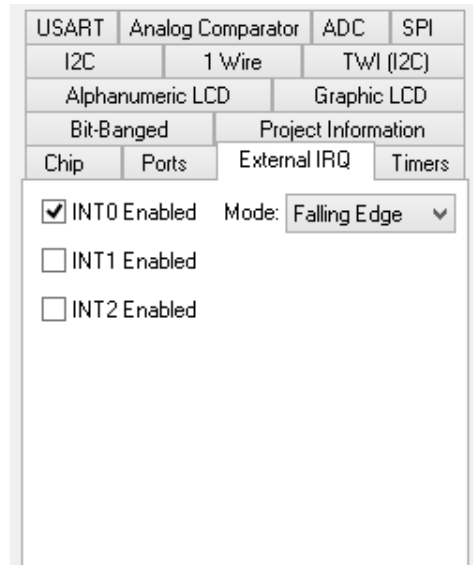 USART Analog Comparator ADC SPI
I2C 1 Wire TWI (I2C)
Alphanumeric LCD Graphic LCD
Bit-Banged Project Information
Chip Ports External IRQ Timers
INT0 Enabled Mode: Falling Edge
INT1 Enabled
INT2 Enabled